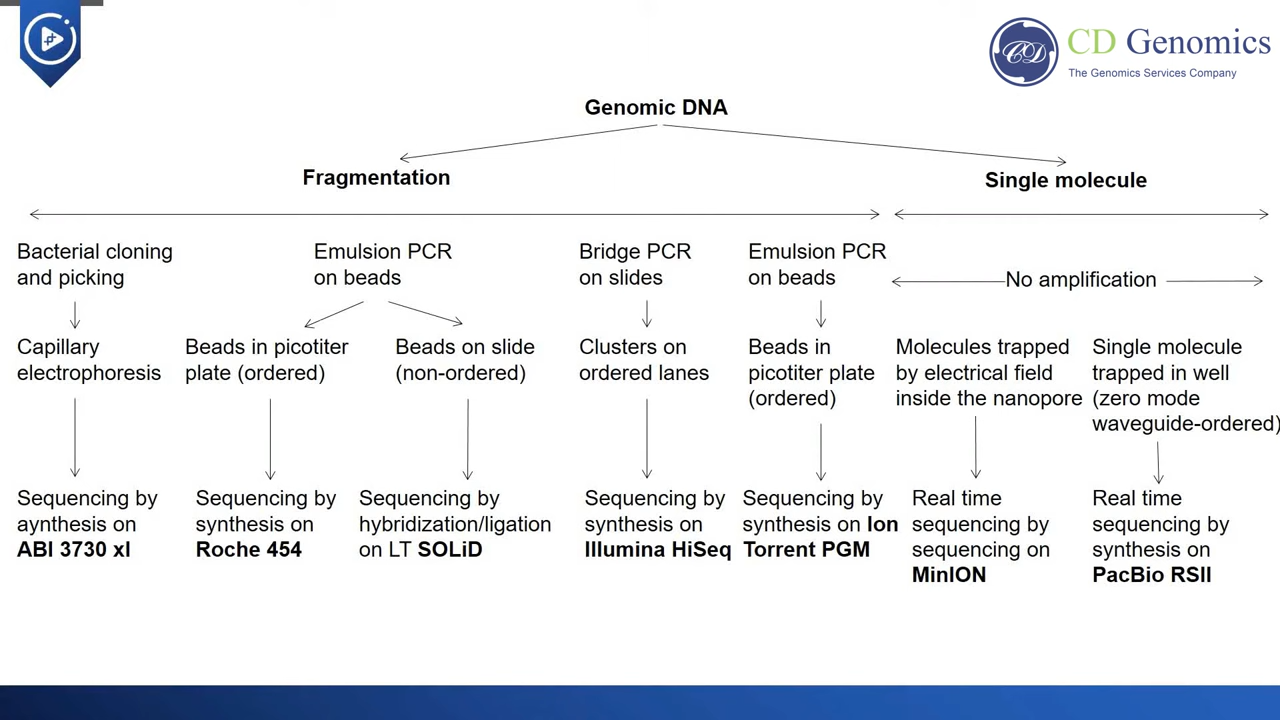 CD Genomics
The Genomics Services Company
CD
Genomic DNA
Fragmentation
Single molecule
Bacterial cloning
and picking
Emulsion PCR
on beads
Bridge PCR
on slides
Emulsion PCR
on beads
No amplification
Capillary
electrophoresis
Beads in picotiter
plate (ordered)
Beads on slide
(non-ordered)
Clusters on
ordered lanes
Beads in
picotiter plate
(ordered)
Molecules trapped
by electrical field
inside the nanopore
Single molecule
trapped in well
(zero mode
waveguide-ordered)
Sequencing by
aynthesis on
ABI 3730 xl
Sequencing by
synthesis on
Roche 454
Sequencing by
hybridization/ligation
on LT SOLiD
Sequencing by
synthesis on
Illumina HiSeq
Sequencing by
synthesis on Ion
Torrent PGM
Real time
sequencing by
sequencing on
MinION
Real time
sequencing by
synthesis on
PacBio RSII